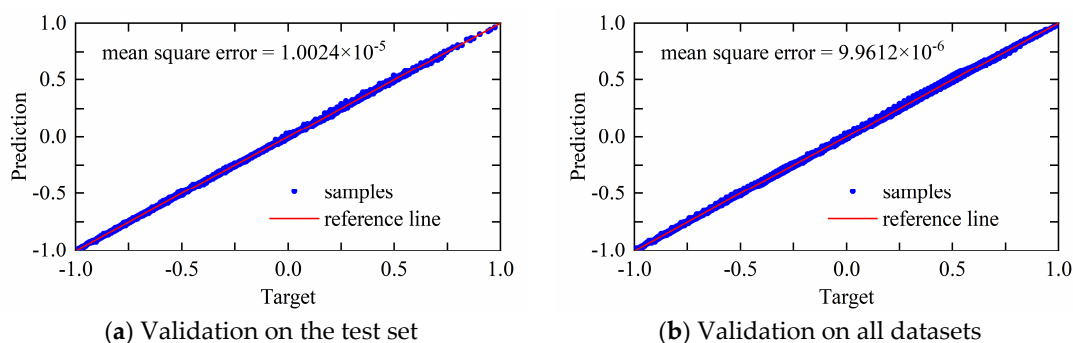 mean square error = 1.0024×10⁻⁵
1.0
0.5
0.0
-0.5
-1.0
Prediction
samples
reference line
-1.0 -0.5 0.0 0.5 1.0
Target
(a) Validation on the test set
mean square error = 9.9612×10⁻⁶
1.0
0.5
0.0
-0.5
-1.0
Prediction
samples
reference line
-1.0 -0.5 0.0 0.5 1.0
Target
(b) Validation on all datasets